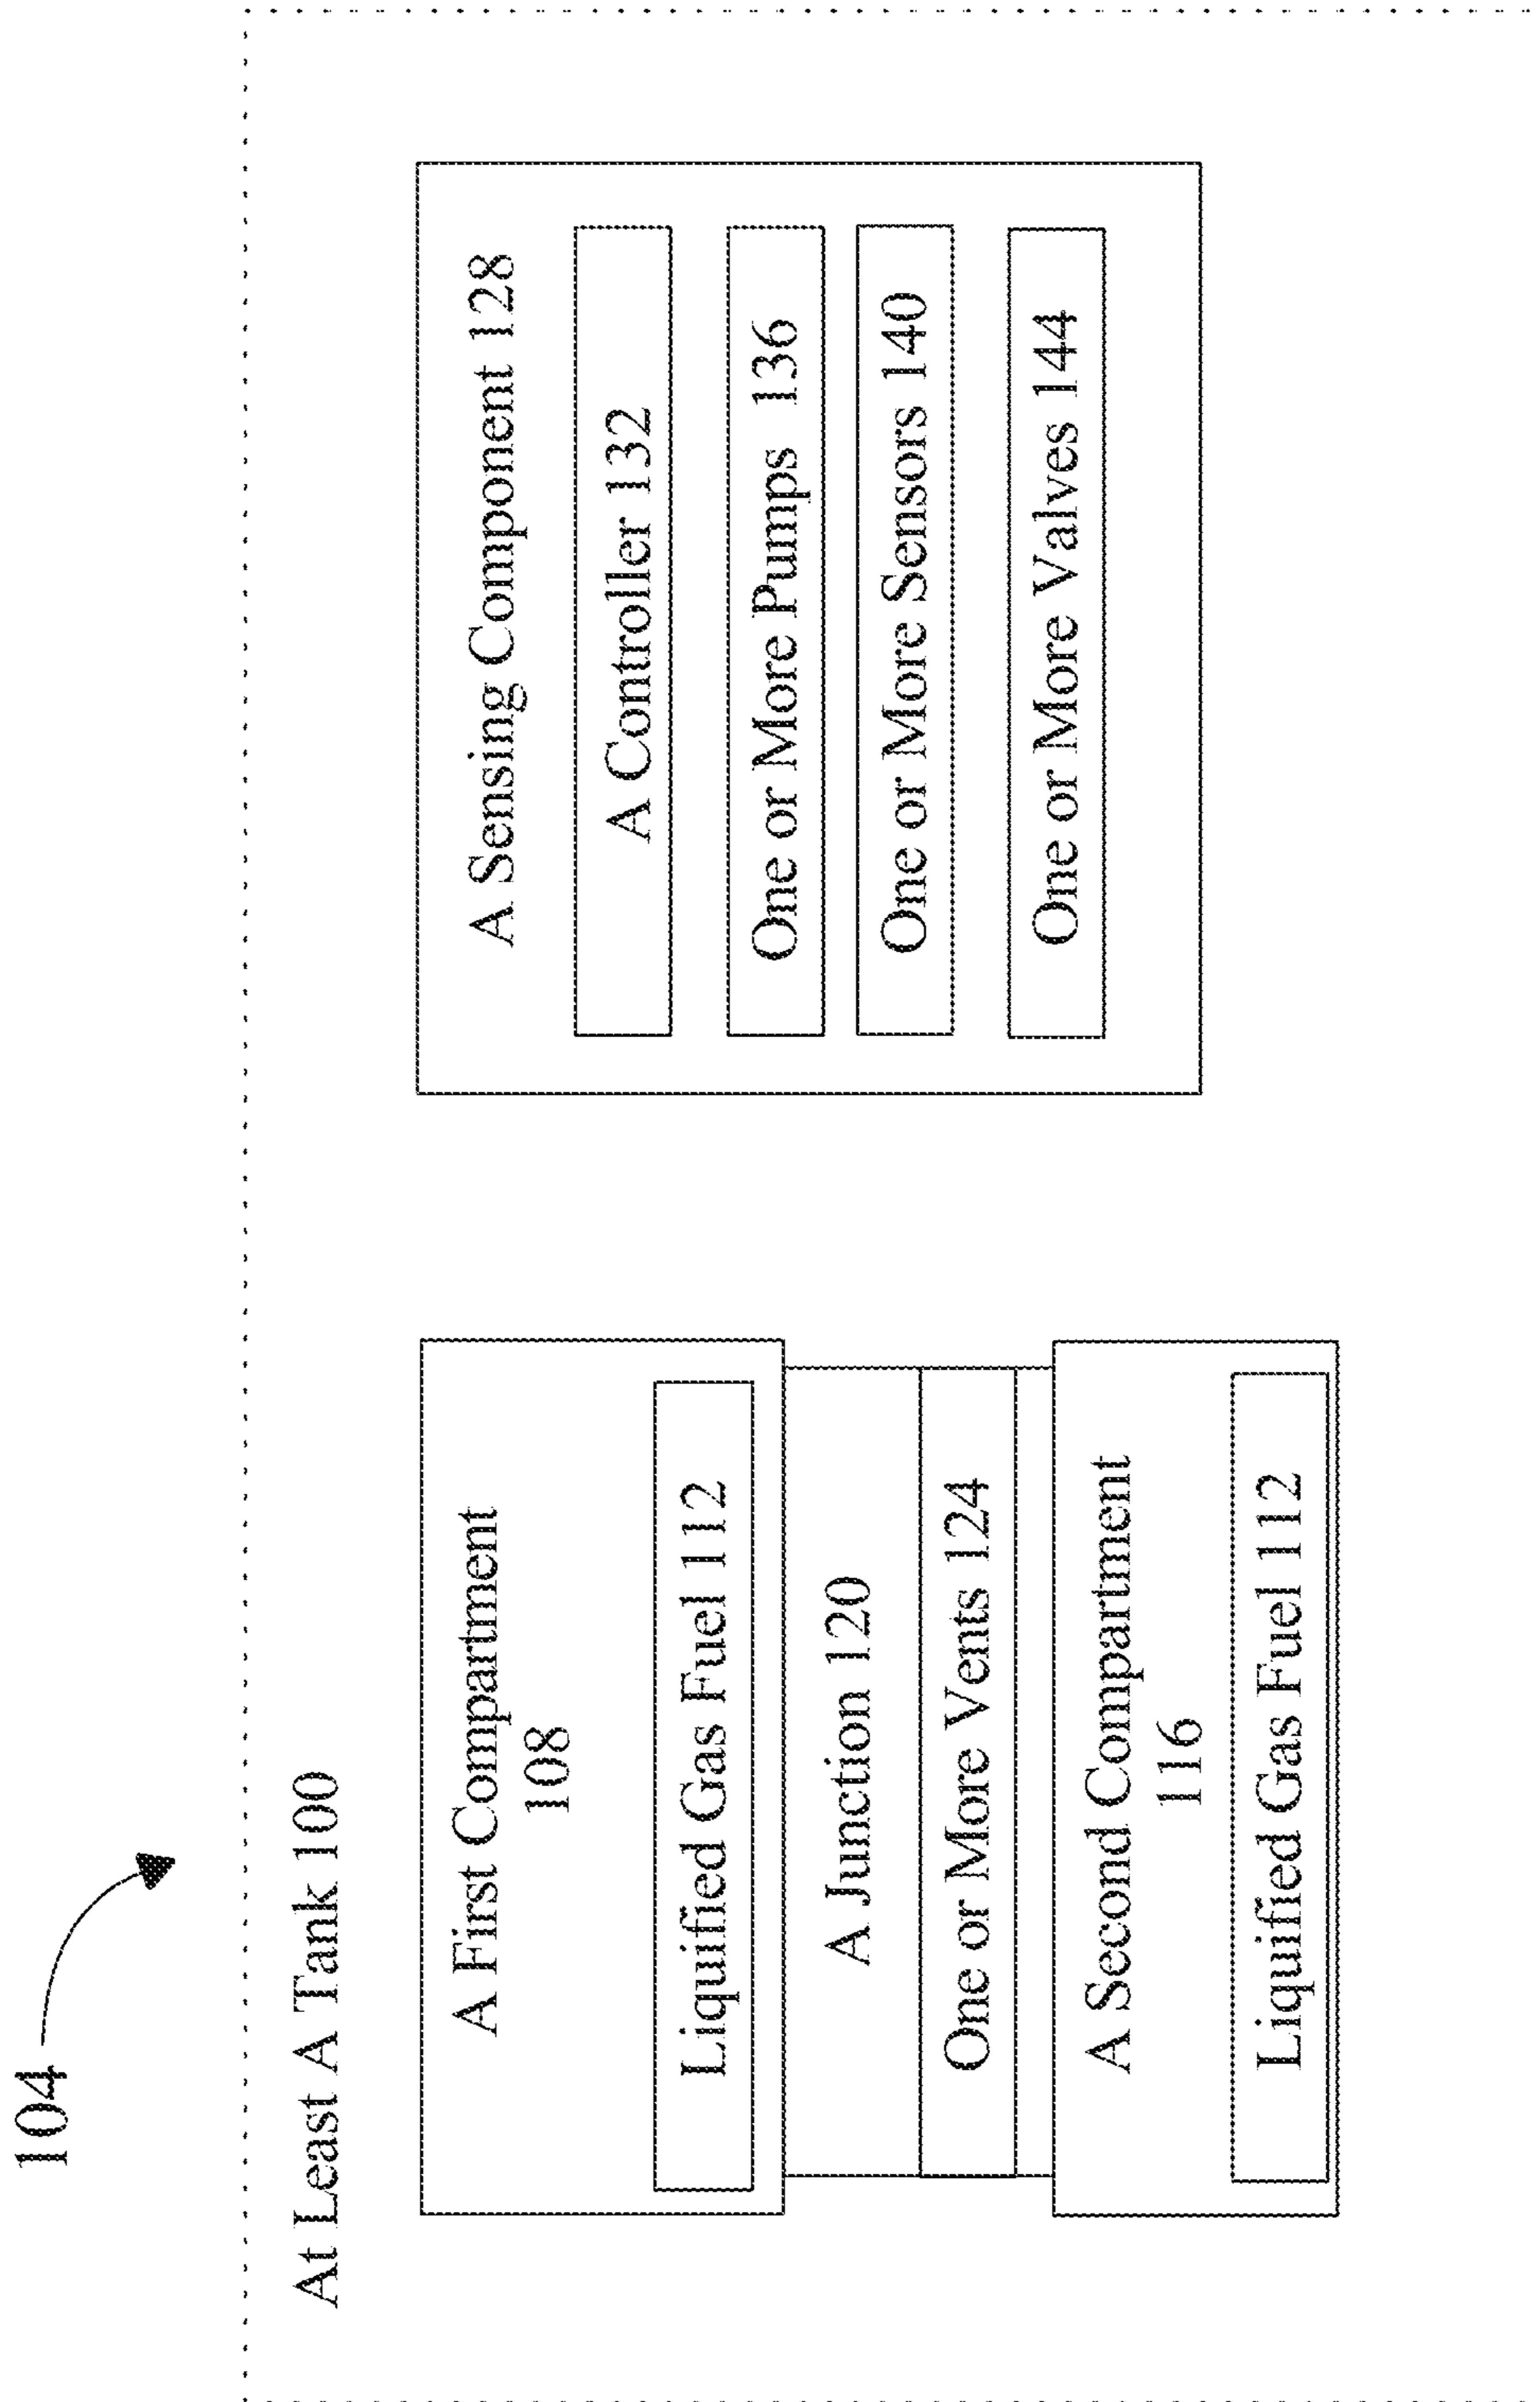 104
At Least A Tank 100
A First Compartment
108
Liquified Gas Fuel 112
A Junction 120
One or More Vents 124
A Second Compartment
116
Liquified Gas Fuel 112
A Sensing Component 128
A Controller 132
One or More Pumps 136
One or More Sensors 140
One or More Valves 144